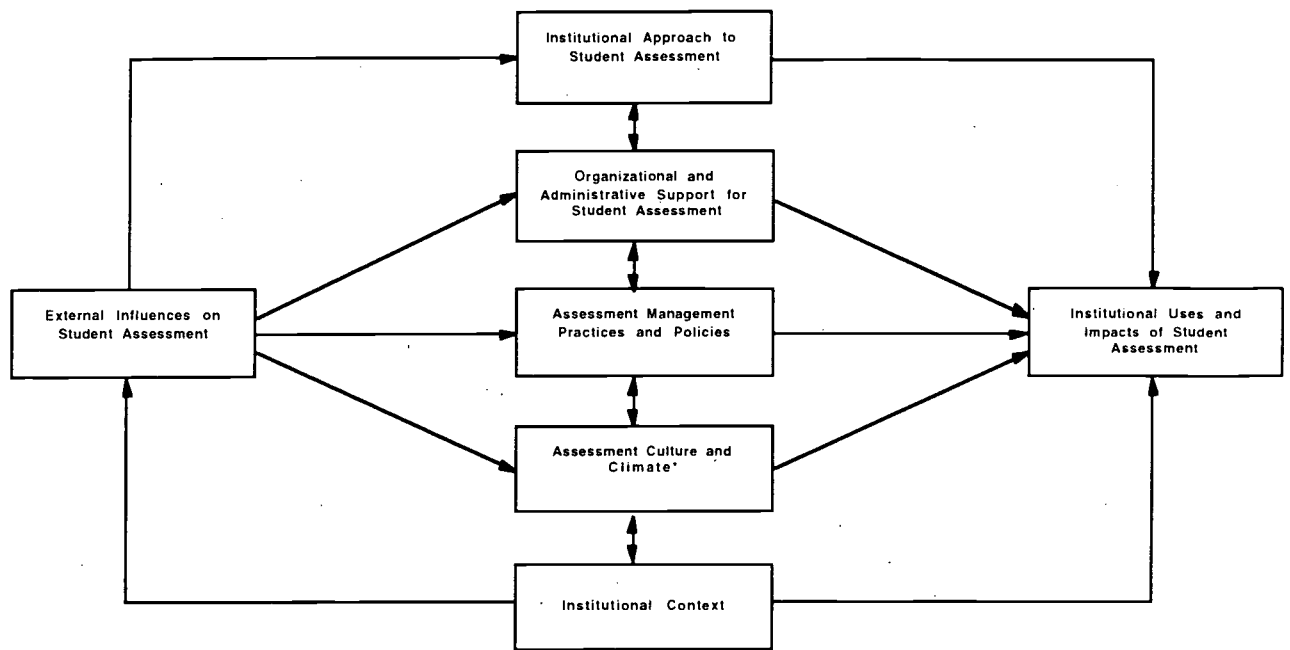 Institutional Approach to
Student Assessment
Organizational and
Administrative Support for
Student Assessment
External Influences on
Student Assessment
Assessment Management
Practices and Policies
Institutional Uses and
Impacts of Student
Assessment
Assessment Culture and
Climate*
Institutional Context